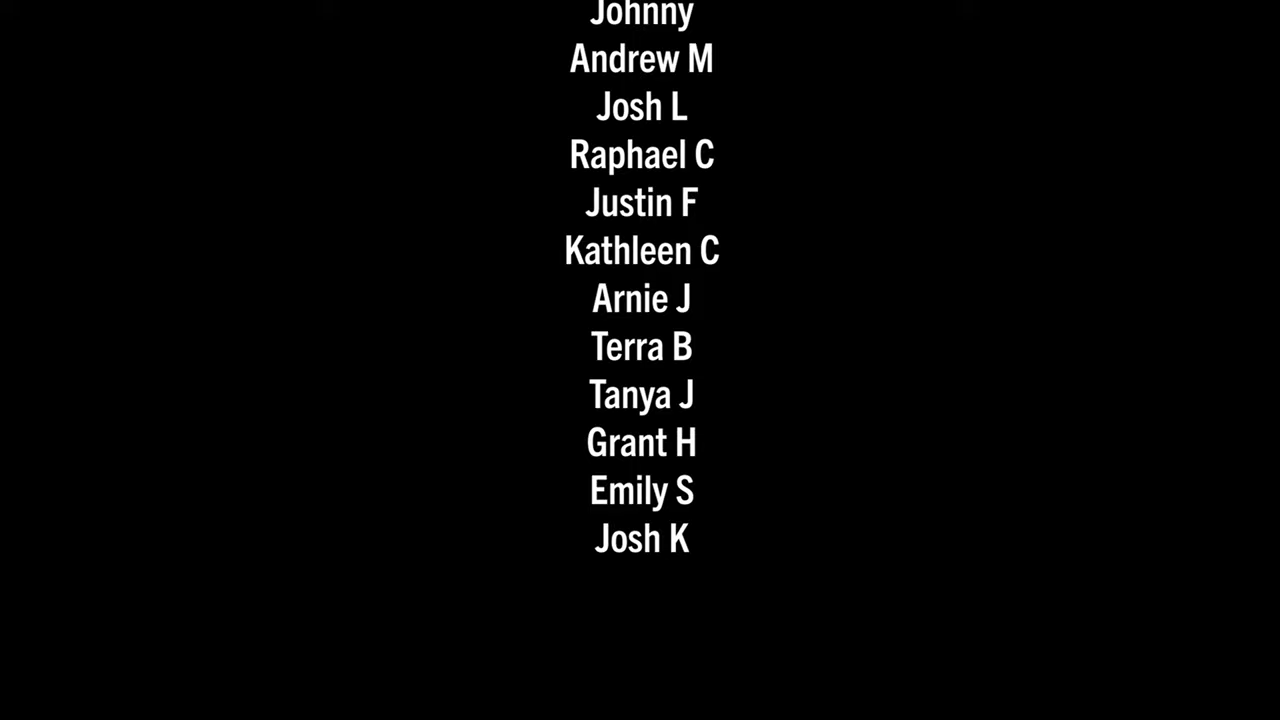 Johnny
Andrew M
Josh L
Raphael C
Justin F
Kathleen C
Arnie J
Terra B
Tanya J
Grant H
Emily S
Josh K